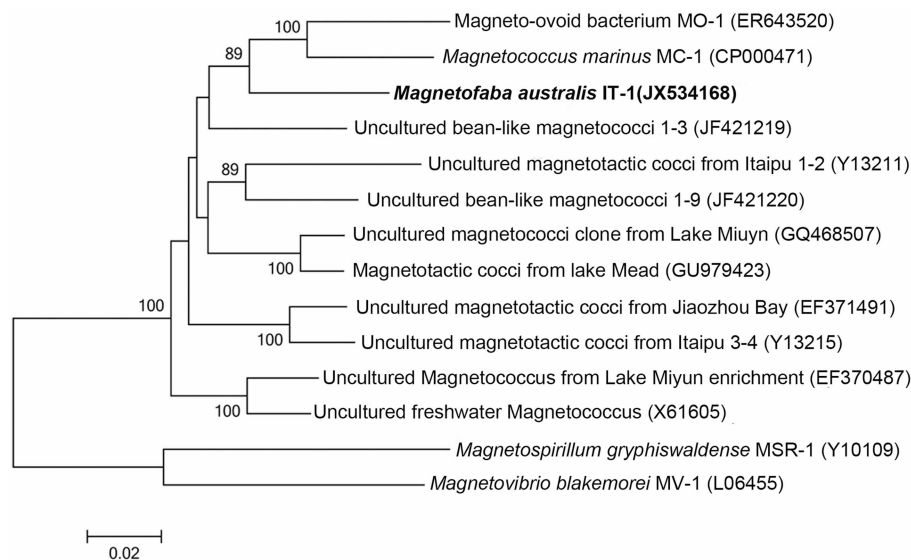 100
Magneto-ovoid bacterium MO-1 (ER643520)
89
Magnetococcus marinus MC-1 (CP000471)
Magnetofaba australis IT-1(JX534168)
Uncultured bean-like magnetococci 1-3 (JF421219)
89
Uncultured magnetotactic cocci from Itaipu 1-2 (Y13211)
Uncultured bean-like magnetococci 1-9 (JF421220)
Uncultured magnetococci clone from Lake Miuyn (GQ468507)
100
Magnetotactic cocci from lake Mead (GU979423)
100
Uncultured magnetotactic cocci from Jiaozhou Bay (EF371491)
100
Uncultured magnetotactic cocci from Itaipu 3-4 (Y13215)
Uncultured Magnetococcus from Lake Miyun enrichment (EF370487)
100
Uncultured freshwater Magnetococcus (X61605)
Magnetospirillum gryphiswaldense MSR-1 (Y10109)
Magnetovibrio blakemorei MV-1 (L06455)
0.02